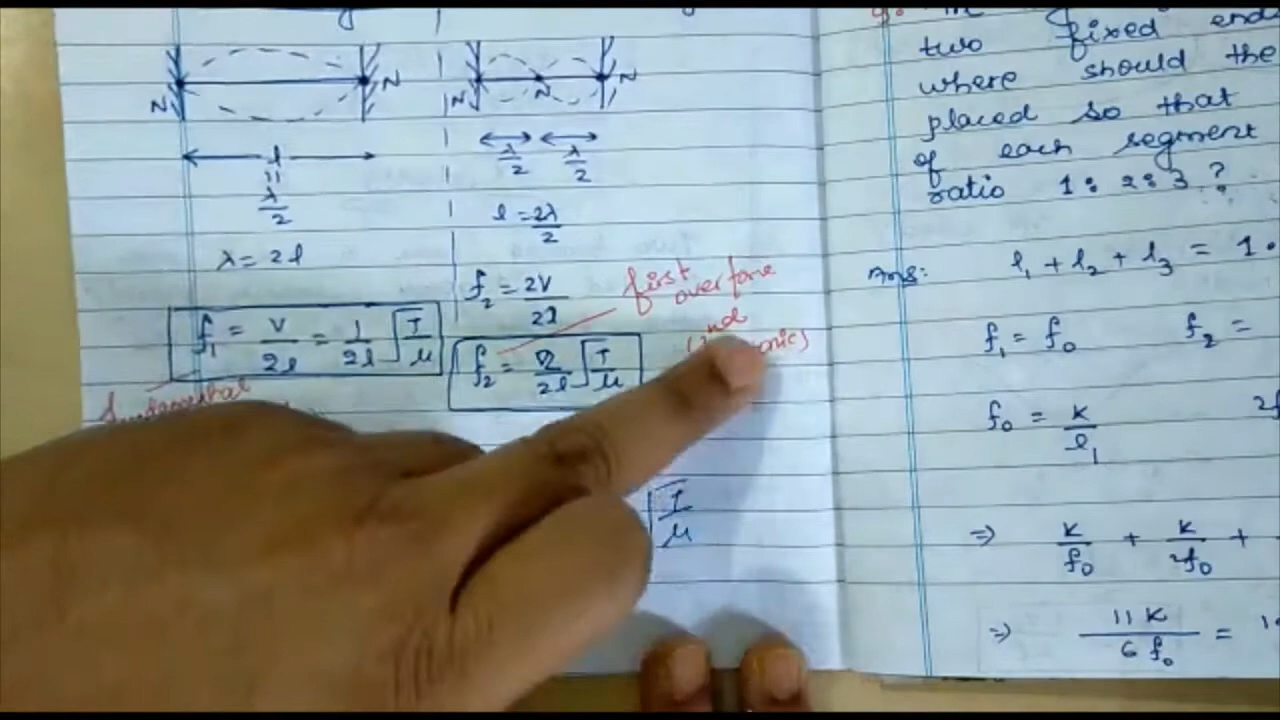 N
N
N
N
N
l
=
λ/2
λ/2
λ/2
l = 2λ/2
λ = 2l
f₂ = 2V/2l
first
overtone
f₁ = V/2l = 1/2l √T/μ
f₂ = 2/2l √T/μ
nd
fundamental
√T/μ
two fixed
where should the
placed so that
of each segment
ratio 1:2:3?
Ans: l₁ + l₂ + l₃ = 1.
f₁ = f₀ f₂ =
f₀ = K/l₁
⇒ K/f₀ + K/2f₀ +
⇒ 11K/6f₀ =